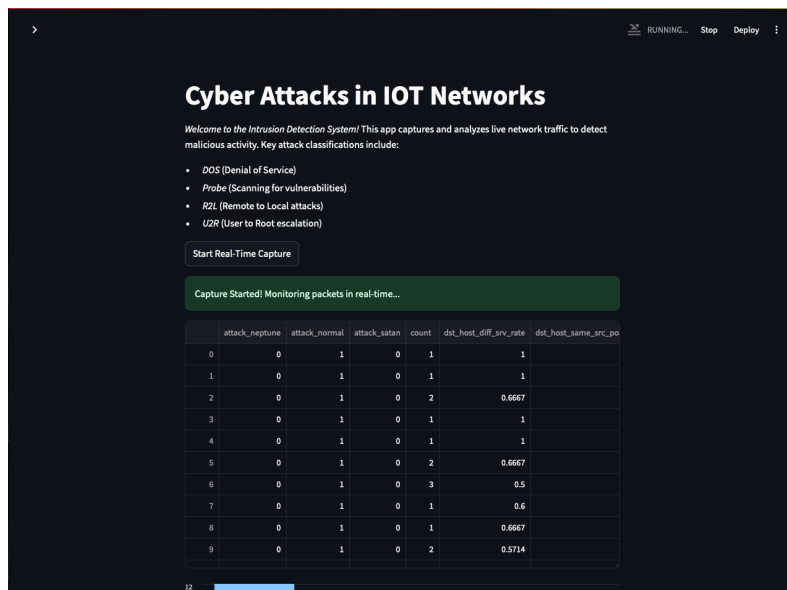 RUNNING... Stop Deploy
Cyber Attacks in IOT Networks
Welcome to the Intrusion Detection System! This app captures and analyzes live network traffic to detect
malicious activity. Key attack classifications include:
• DOS (Denial of Service)
• Probe (Scanning for vulnerabilities)
• R2L (Remote to Local attacks)
• U2R (User to Root escalation)
Start Real-Time Capture
Capture Started! Monitoring packets in real-time...
attack_neptune attack_normal attack_satan count dst_host_diff_srv_rate dst_host_same_src_po
0 0 1 0 1 1
1 0 1 0 1 1
2 0 1 0 2 0.6667
3 0 1 0 1 1
4 0 1 0 1 1
5 0 1 0 2 0.6667
6 0 1 0 3 0.5
7 0 1 0 1 0.6
8 0 1 0 1 0.6667
9 0 1 0 2 0.5714
12